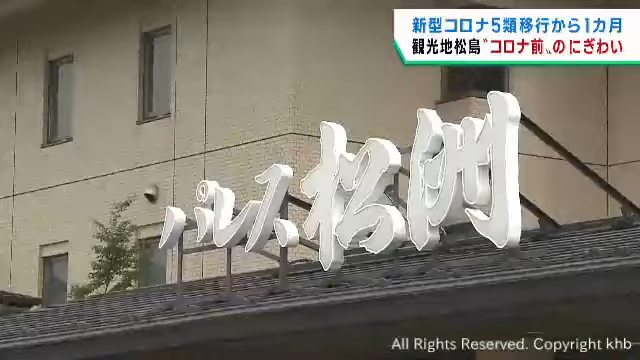 新型コロナ5類移行から1カ月
観光地松島〝コロナ前〟のにぎわい
パレス松洲
All Rights Reserved. Copyright khb